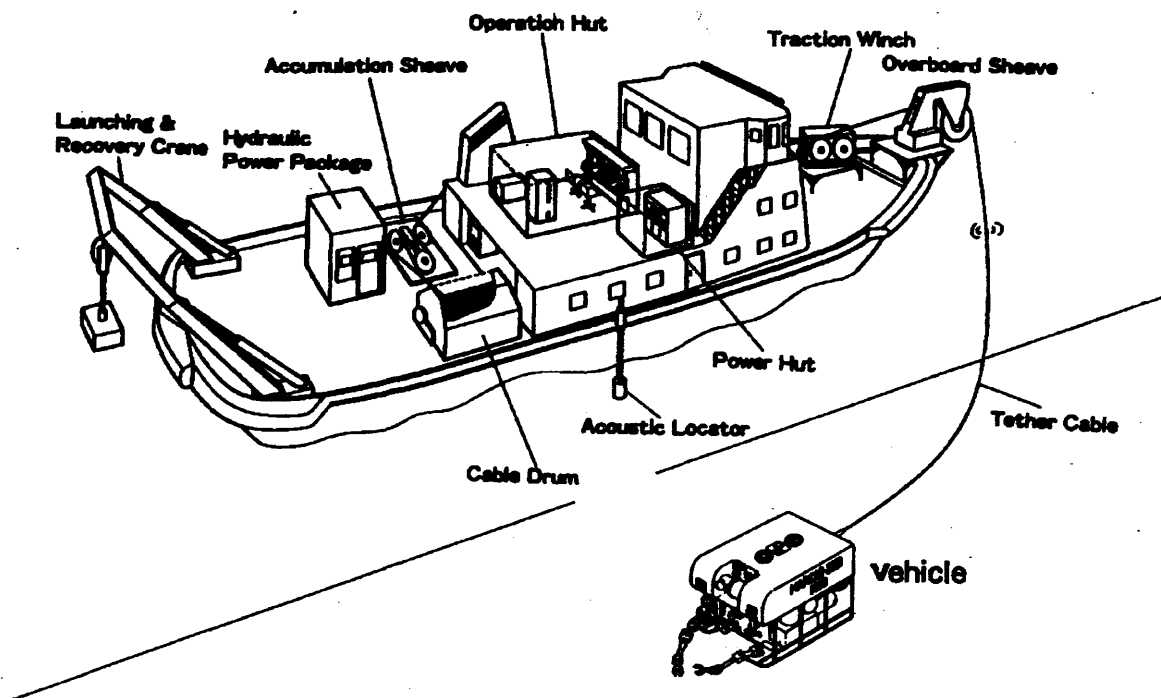 Operation Hut
Traction Winch
Overboard Sheave
Accumulation Sheave
Launching &
Recovery Crane
Hydraulic
Power Package
Power Hut
Acoustic Locator
Tether Cable
Cable Drum
Vehicle